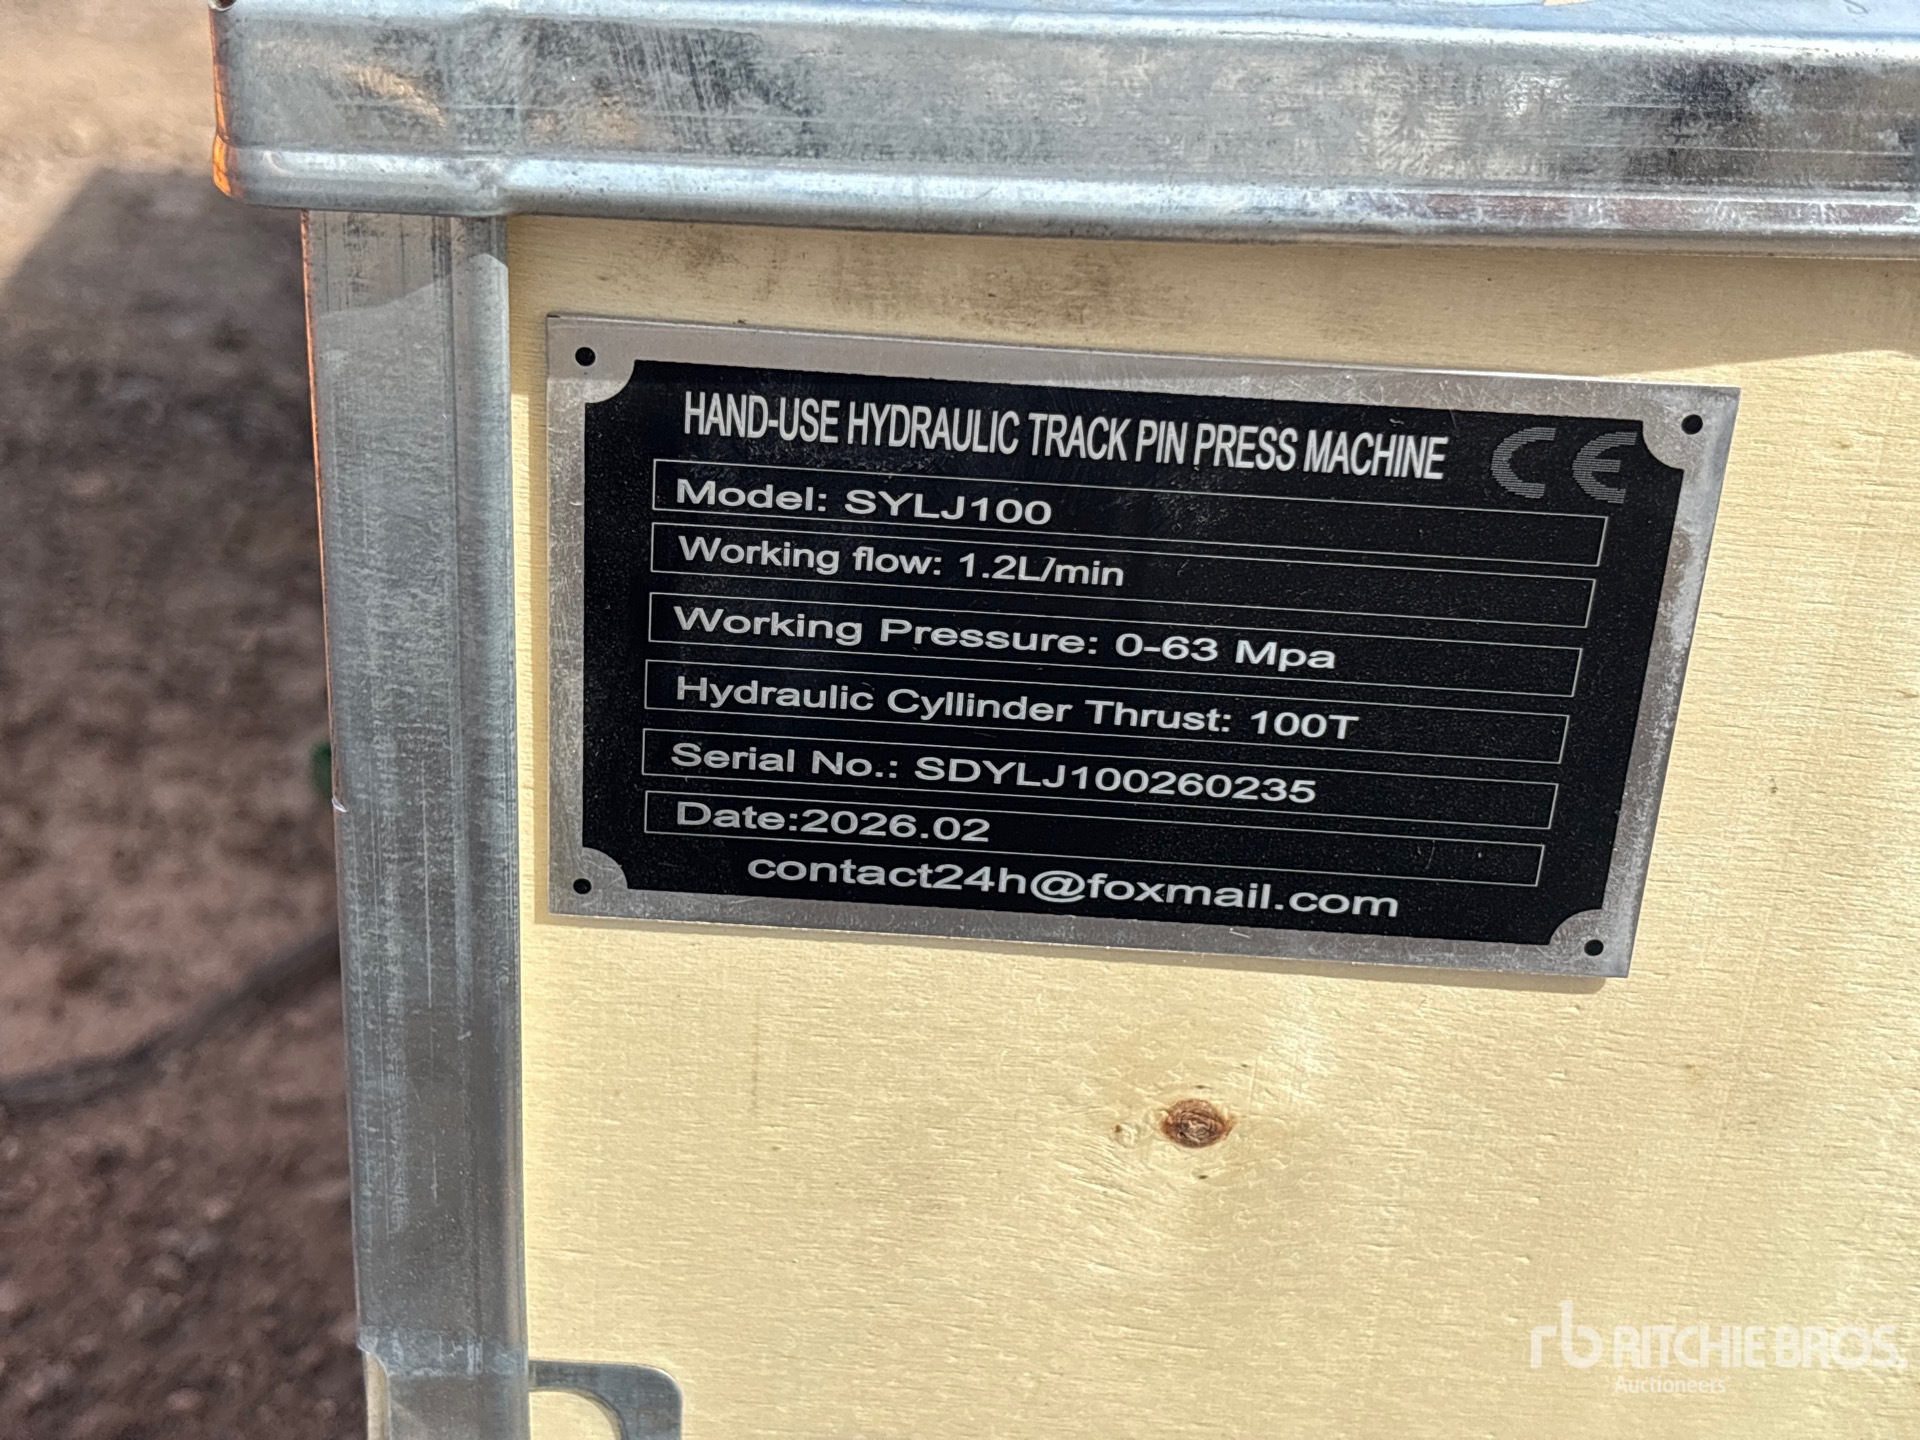 HAND-USE HYDRAULIC TRACK PIN PRESS MACHINE CE
Model: SYLJ100
Working flow: 1.2L/min
Working Pressure: 0-63 Mpa
Hydraulic Cyllinder Thrust: 100T
Serial No.: SDYLJ100260235
Date:2026.02
contact24h@foxmail.com
rb RITCHIE BROS.
Auctioneers